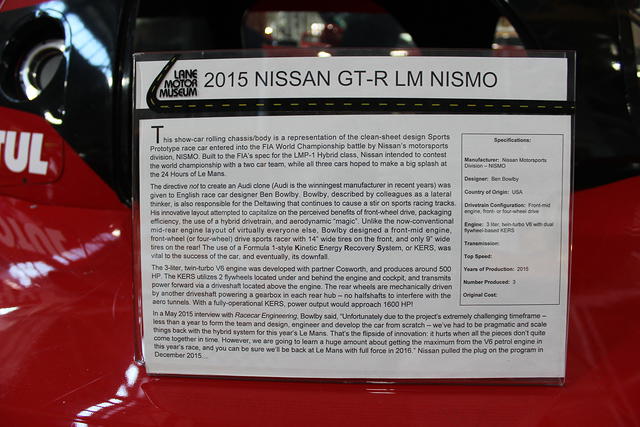 LANE
MOTOR
MUSEUM
2015 NISSAN GT-R LM NISMO
This show-car rolling chassis/body is a representation of the clean-sheet design Sports
Prototype race car entered into the FIA World Championship battle by Nissan's motorsports
division, NISMO. Built to the FIA's spec for the LMP-1 Hybrid class, Nissan intended to contest
the world championship with a two car team, while all three cars hoped to make a big splash at
the 24 Hours of Le Mans.
The directive not to create an Audi clone (Audi is the winningest manufacturer in recent years) was
given to English race car designer Ben Bowlby. Bowlby, described by colleagues as a lateral
thinker, is also responsible for the Deltawing that continues to cause a stir on sports racing tracks.
His innovative layout attempted to capitalize on the perceived benefits of front-wheel drive, packaging
efficiency, the use of a hybrid drivetrain, and aerodynamic "magic". Unlike the now-conventional
mid-rear engine layout of virtually everyone else, Bowlby designed a front-mid engine,
front-wheel (or four-wheel) drive sports racer with 14" wide tires on the front, and only 9" wide
tires on the rear! The use of a Formula 1-style Kinetic Energy Recovery System, or KERS, was
vital to the success of the car, and eventually, its downfall.
The 3-liter, twin-turbo V6 engine was developed with partner Cosworth, and produces around 500
HP. The KERS utilizes 2 flywheels located under and behind the engine and cockpit, and transmits
power forward via a driveshaft located above the engine. The rear wheels are mechanically driven
by another driveshaft powering a gearbox in each rear hub – no halfshafts to interfere with the
aero tunnels. With a fully-operational KERS, power output would approach 1600 HP!
In a May 2015 interview with Racecar Engineering, Bowlby said, "Unfortunately due to the project's extremely challenging timeframe –
less than a year to form the team and design, engineer and develop the car from scratch – we've had to be pragmatic and scale
things back with the hybrid system for this year's Le Mans. That's the flipside of innovation: it hurts when all the pieces don't quite
come together in time. However, we are going to learn a huge amount about getting the maximum from the V6 petrol engine in
this year's race, and you can be sure we'll be back at Le Mans with full force in 2016." Nissan pulled the plug on the program in
December 2015...
Specifications:
Manufacturer: Nissan Motorsports
Division – NISMO
Designer: Ben Bowlby
Country of Origin: USA
Drivetrain Configuration: Front-mid
engine, front- or four-wheel drive
Engine: 3 liter, twin-turbo V6 with dual
flywheel-based KERS
Transmission:
Top Speed:
Years of Production: 2015
Number Produced: 3
Original Cost:
TUL